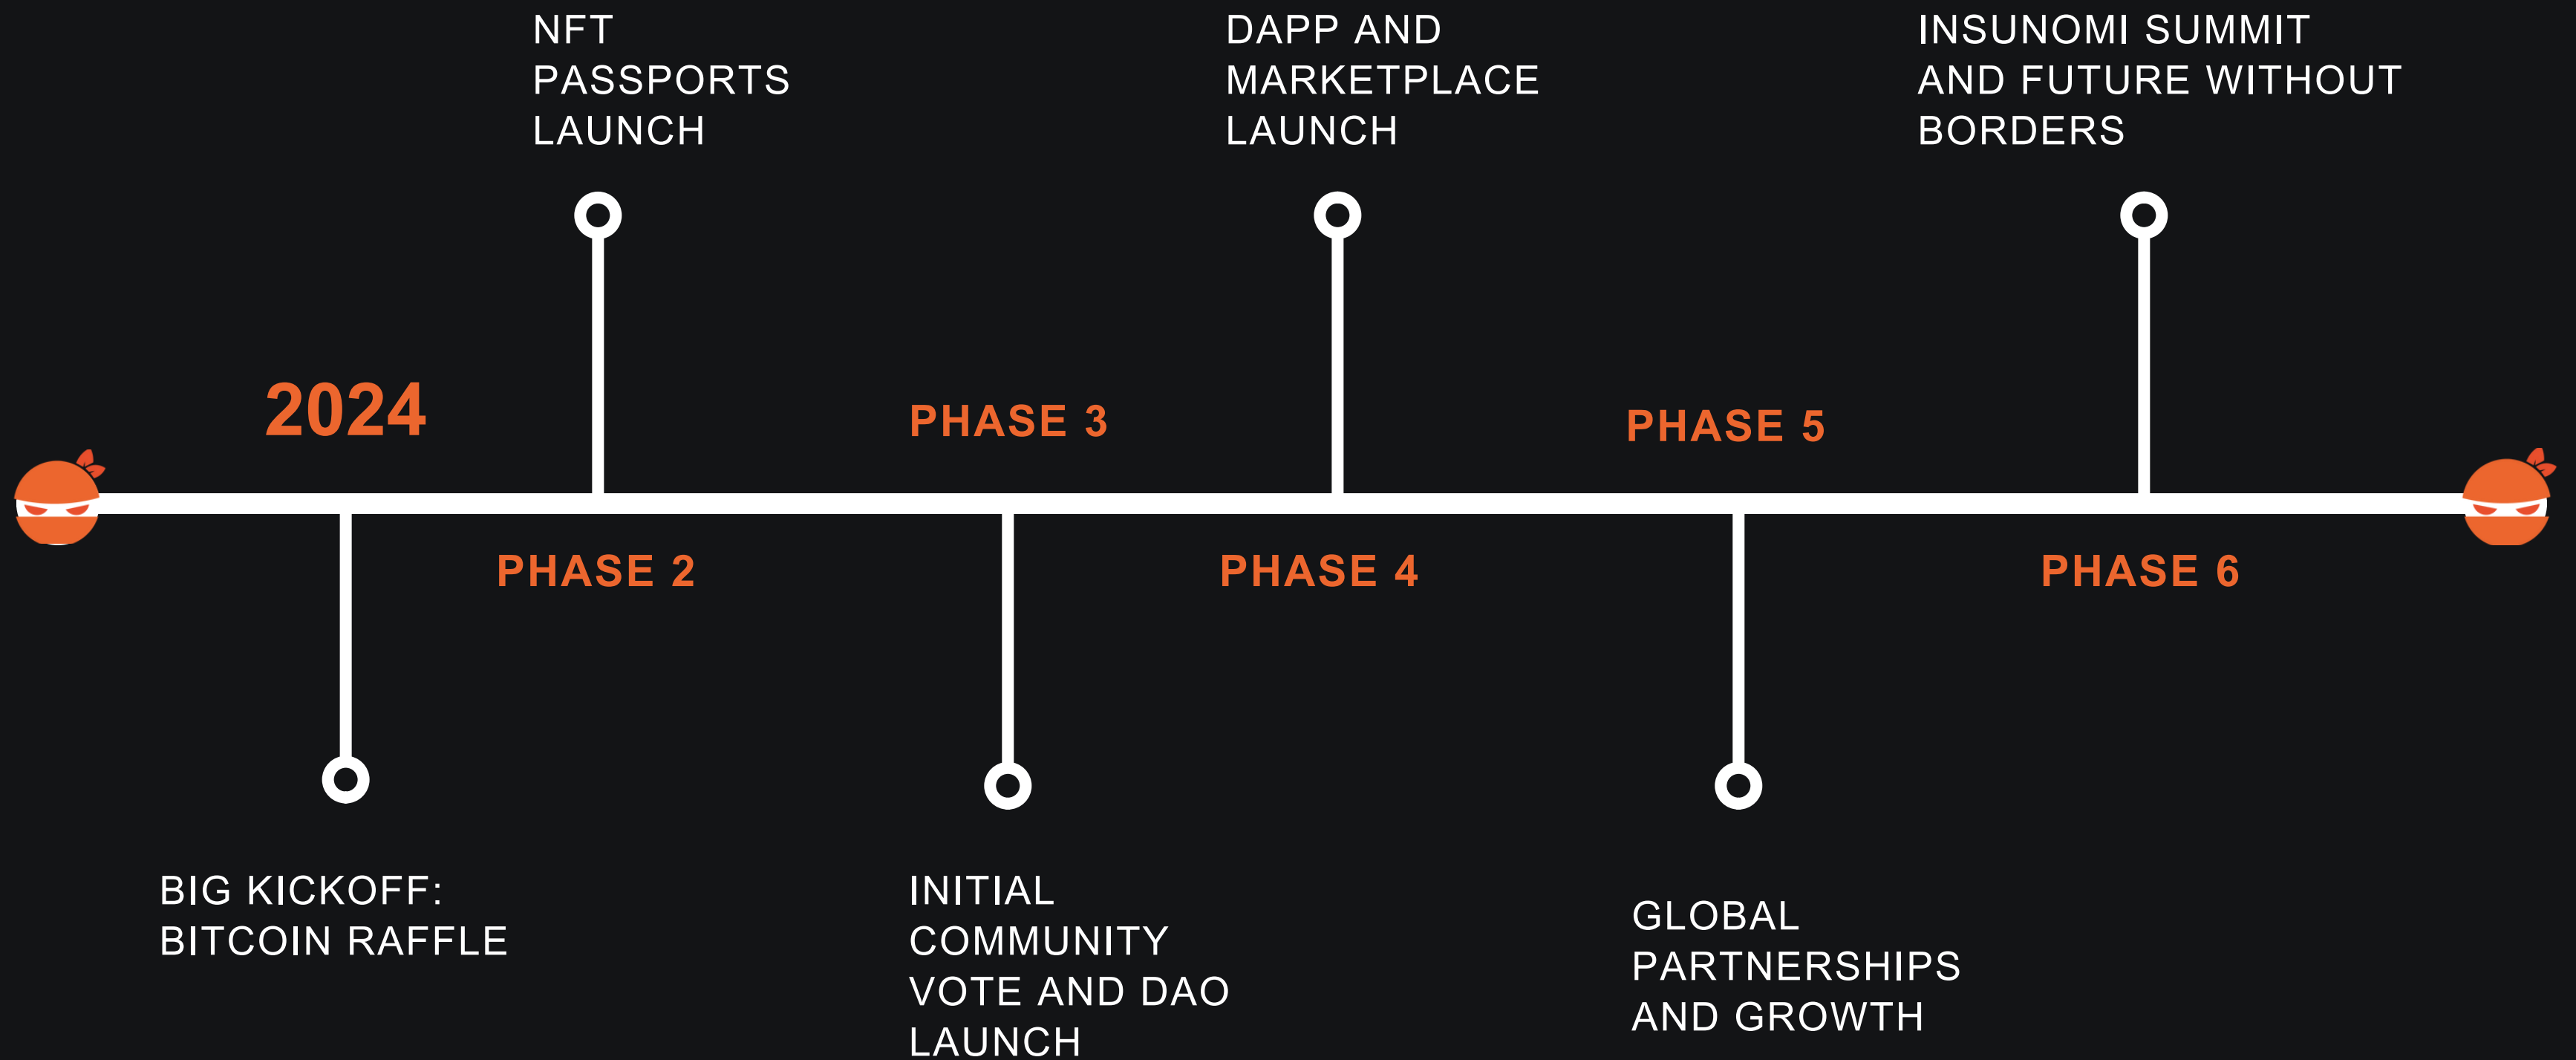 NFT
PASSPORTS
LAUNCH
DAPP AND
MARKETPLACE
LAUNCH
INSUNOMI SUMMIT
AND FUTURE WITHOUT
BORDERS
2024
PHASE 3
PHASE 5
PHASE 2
PHASE 4
PHASE 6
BIG KICKOFF:
BITCOIN RAFFLE
INITIAL
COMMUNITY
VOTE AND DAO
LAUNCH
GLOBAL
PARTNERSHIPS
AND GROWTH